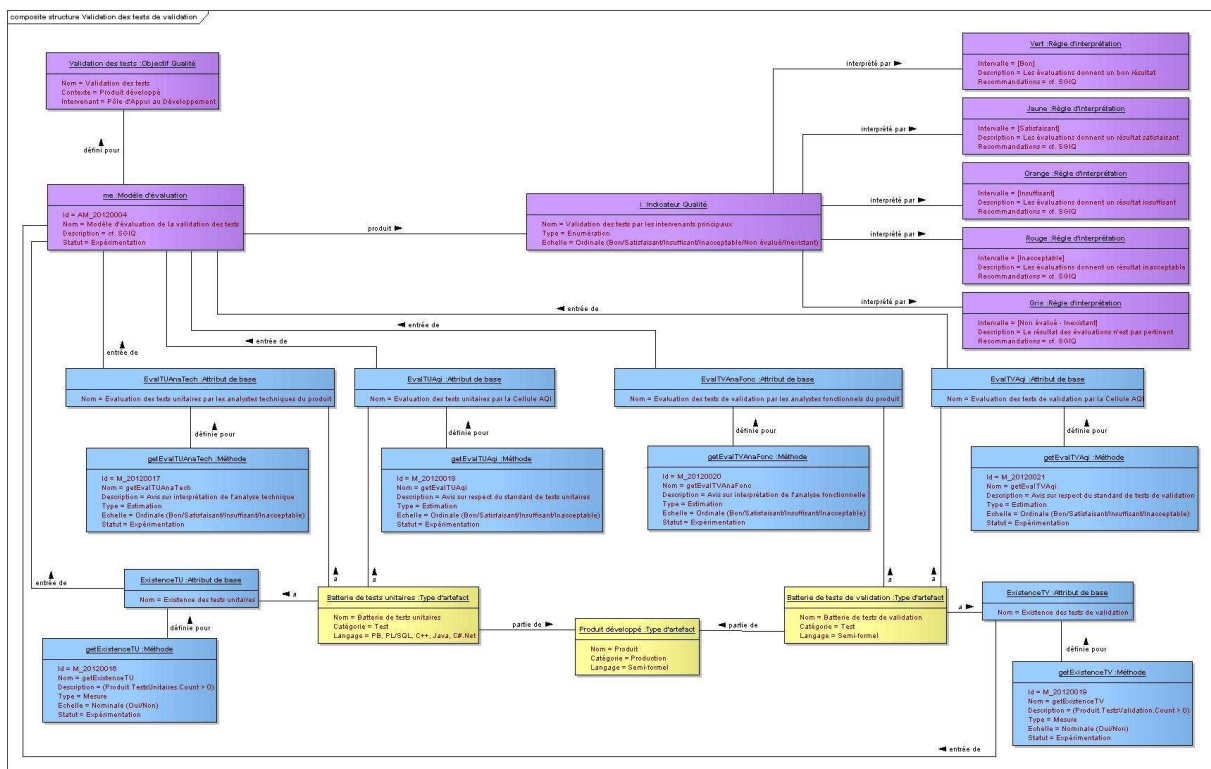 composite structure Validation des tests de validation
Validation des tests :Objectif Qualité
Nom = Validation des tests
Contexte = Produit développé
Intervenant = Pôle d'Appui au Développement
défini pour
me :Modèle d'évaluation
Id = AM_20120004
Nom = Modèle d'évaluation de la validation des tests
Description = cf. SGIQ
Statut = Expérimentation
produit
i :Indicateur Qualité
Nom = Validation des tests par les intervenants principaux
Type = Enumération
Echelle = Ordinale (Bon/Satisfaisant/Insuffisant/Inacceptable/Non évalué/Inexistant)
interprété par
Vert :Règle d'interprétation
Intervalle = [Bon]
Description = Les évaluations donnent un bon résultat
Recommandations = cf. SGIQ
interprété par
Jaune :Règle d'interprétation
Intervalle = [Satisfaisant]
Description = Les évaluations donnent un résultat satisfaisant
Recommandations = cf. SGIQ
interprété par
Orange :Règle d'interprétation
Intervalle = [Insuffisant]
Description = Les évaluations donnent un résultat insuffisant
Recommandations = cf. SGIQ
interprété par
Rouge :Règle d'interprétation
Intervalle = [Inacceptable]
Description = Les évaluations donnent un résultat inacceptable
Recommandations = cf. SGIQ
interprété par
Gris :Règle d'interprétation
Intervalle = [Non évalué - Inexistant]
Description = Le résultat des évaluations n'est pas pertinent
Recommandations = cf. SGIQ
entrée de
entrée de
entrée de
entrée de
EvalTUAnaTech :Attribut de base
Nom = Evaluation des tests unitaires par les analystes techniques du produit
EvalTUAqi :Attribut de base
Nom = Evaluation des tests unitaires par la Cellule AQI
EvalTVAnaFonc :Attribut de base
Nom = Evaluation des tests de validation par les analystes fonctionnels du produit
EvalTVAqi :Attribut de base
Nom = Evaluation des tests de validation par la Cellule AQI
définie pour
définie pour
définie pour
définie pour
getEvalTUAnaTech :Méthode
Id = M_20120017
Nom = getEvalTUAnaTech
Description = Avis sur interprétation de l'analyse technique
Type = Estimation
Echelle = Ordinale (Bon/Satisfaisant/Insuffisant/Inacceptable)
Statut = Expérimentation
getEvalTUAqi :Méthode
Id = M_20120018
Nom = getEvalTUAqi
Description = Avis sur respect du standard de tests unitaires
Type = Estimation
Echelle = Ordinale (Bon/Satisfaisant/Insuffisant/Inacceptable)
Statut = Expérimentation
getEvalTVAnaFonc :Méthode
Id = M_20120020
Nom = getEvalTVAnaFonc
Description = Avis sur interprétation de l'analyse fonctionnelle
Type = Estimation
Echelle = Ordinale (Bon/Satisfaisant/Insuffisant/Inacceptable)
Statut = Expérimentation
getEvalTVAqi :Méthode
Id = M_20120021
Nom = getEvalTVAqi
Description = Avis sur respect du standard de tests de validation
Type = Estimation
Echelle = Ordinale (Bon/Satisfaisant/Insuffisant/Inacceptable)
Statut = Expérimentation
entrée de
a
a
a
a
ExistenceTU :Attribut de base
Nom = Existence des tests unitaires
a
Batterie de tests unitaires :Type d'artefact
Nom = Batterie de tests unitaires
Catégorie = Test
Langage = PB, PL/SQL, C++, Java, C#.Net
Batterie de tests de validation :Type d'artefact
Nom = Batterie de tests de validation
Catégorie = Test
Langage = Semi-formel
a
ExistenceTV :Attribut de base
Nom = Existence des tests de validation
partie de
partie de
Produit développé :Type d'artefact
Nom = Produit
Catégorie = Production
Langage = Semi-formel
définie pour
getExistenceTU :Méthode
Id = M_20120016
Nom = getExistenceTU
Description = (Produit.TestsUnitaires.Count > 0)
Type = Mesure
Echelle = Nominale (Oui/Non)
Statut = Expérimentation
définie pour
getExistenceTV :Méthode
Id = M_20120019
Nom = getExistenceTV
Description = (Produit.TestsValidation.Count > 0)
Type = Mesure
Echelle = Nominale (Oui/Non)
Statut = Expérimentation
entrée de